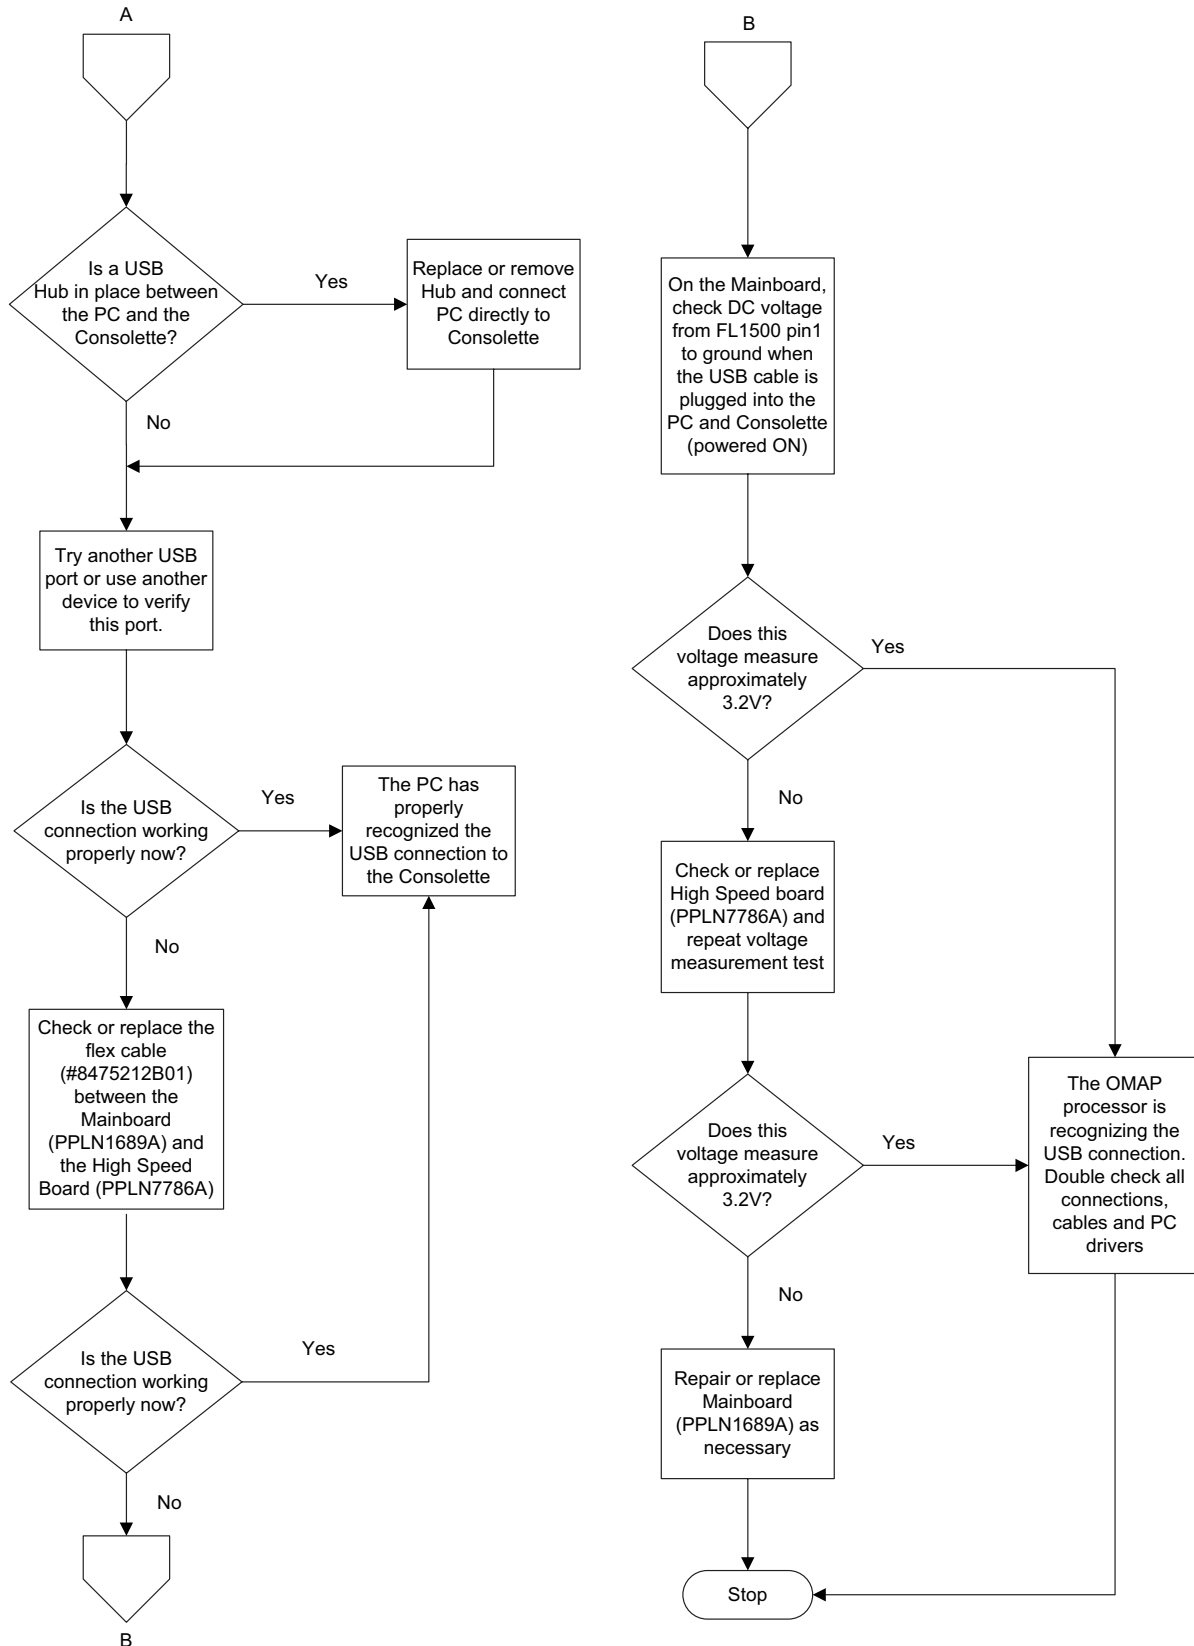 A
Is a USB
Hub in place between
the PC and the
Consolette?
Yes
Replace or remove
Hub and connect
PC directly to
Consolette
No
Try another USB
port or use another
device to verify
this port.
Is the USB
connection working
properly now?
Yes
The PC has
properly
recognized the
USB connection to
the Consolette
No
Check or replace the
flex cable
(#8475212B01)
between the
Mainboard
(PPLN1689A) and
the High Speed
Board (PPLN7786A)
Is the USB
connection working
properly now?
Yes
No
B
B
On the Mainboard,
check DC voltage
from FL1500 pin1
to ground when
the USB cable is
plugged into the
PC and Consolette
(powered ON)
Does this
voltage measure
approximately
3.2V?
Yes
No
Check or replace
High Speed board
(PPLN7786A) and
repeat voltage
measurement test
Does this
voltage measure
approximately
3.2V?
Yes
The OMAP
processor is
recognizing the
USB connection.
Double check all
connections,
cables and PC
drivers
No
Repair or replace
Mainboard
(PPLN1689A) as
necessary
Stop